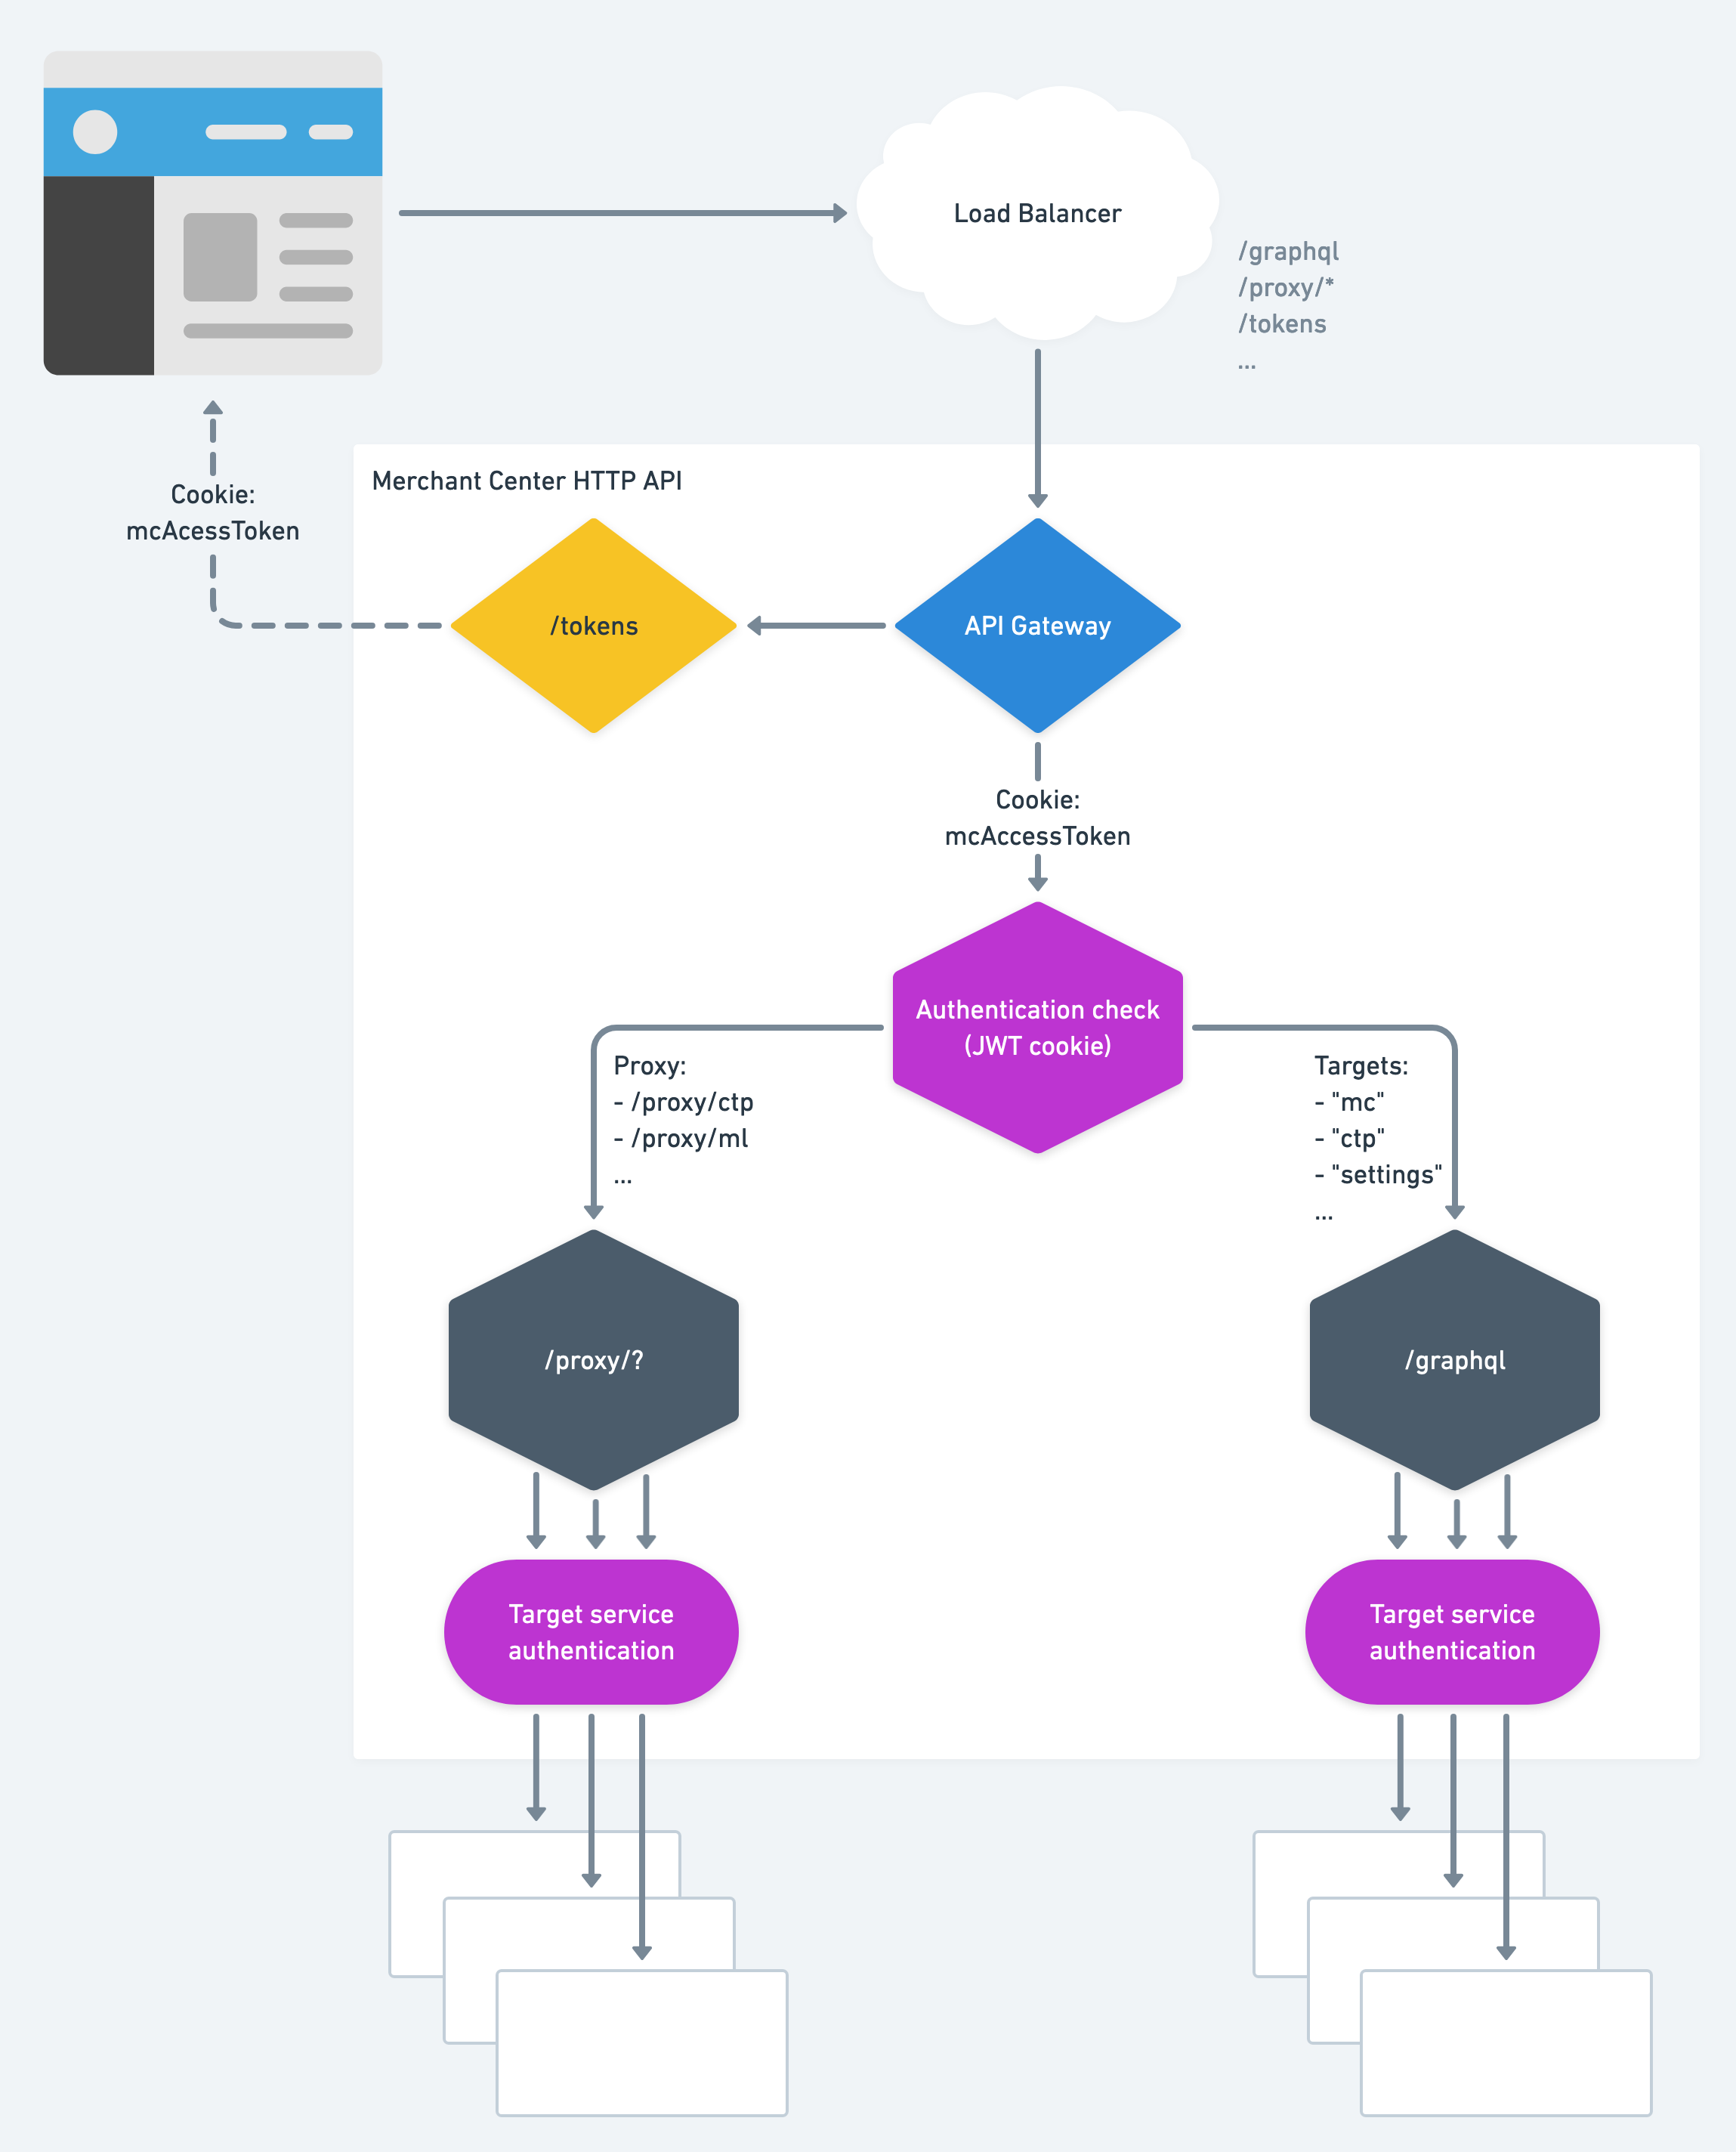 Load Balancer
/graphql
/proxy/*
/tokens
...
Merchant Center HTTP API
Cookie:
mcAcessToken
/tokens
API Gateway
Cookie:
mcAccessToken
Authentication check
(JWT cookie)
Proxy:
- /proxy/ctp
- /proxy/ml
...
Targets:
- "mc"
- "ctp"
- "settings"
...
/proxy/?
/graphql
Target service
authentication
Target service
authentication